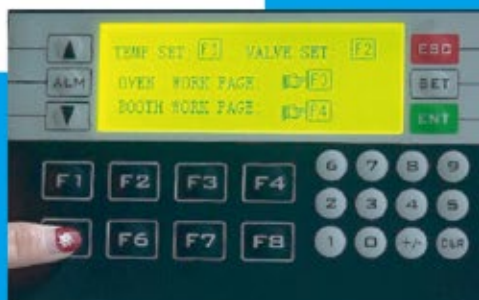 TEMP SET F1 VALVE SET F2
OVEN WORK PAGE: F3
BOOTH WORK PAGE: F4
ALM
ESC
SET
ENT
F1 F2 F3 F4
F6 F7 F8
6 7 8 9
2 3 4 5
1 0 +/- CLR